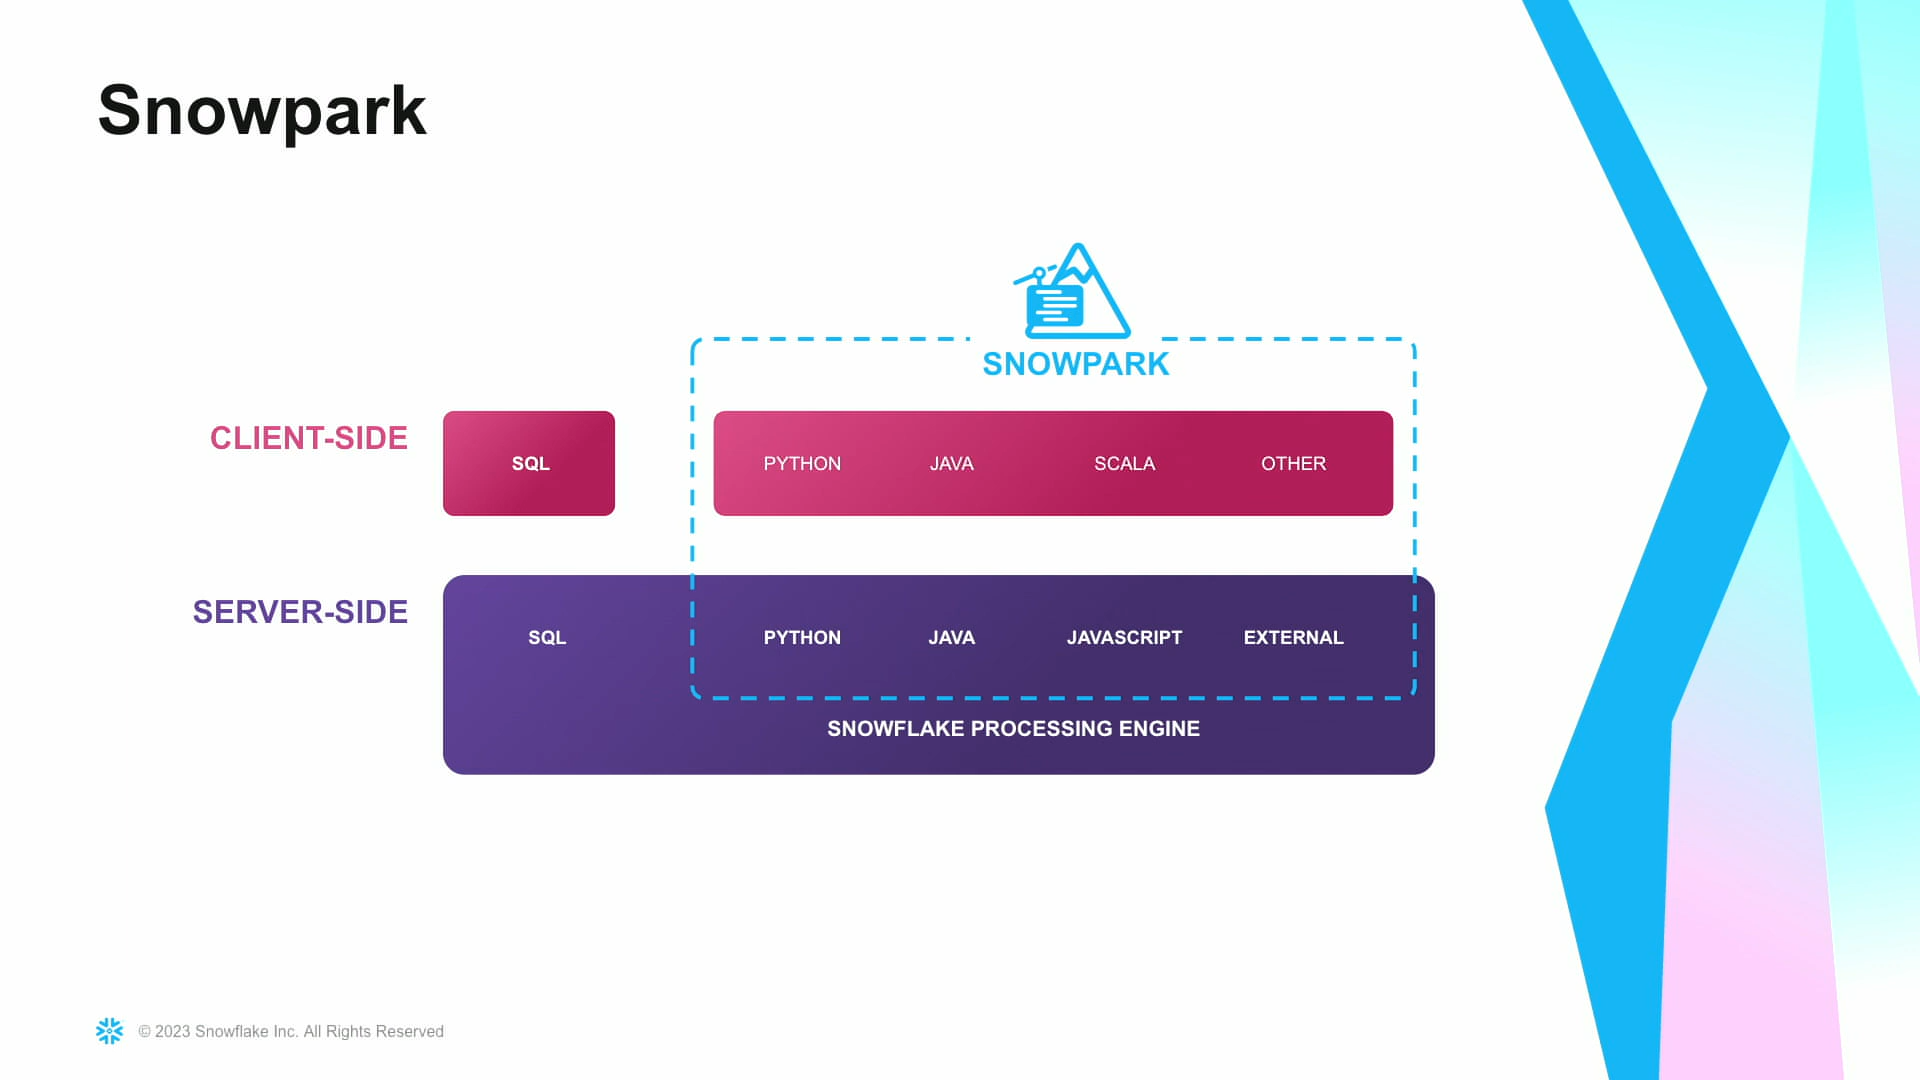 Snowpark
SNOWPARK
CLIENT-SIDE
SQL
PYTHON JAVA SCALA OTHER
SERVER-SIDE
SQL PYTHON JAVA JAVASCRIPT EXTERNAL
SNOWFLAKE PROCESSING ENGINE
© 2023 Snowflake Inc. All Rights Reserved